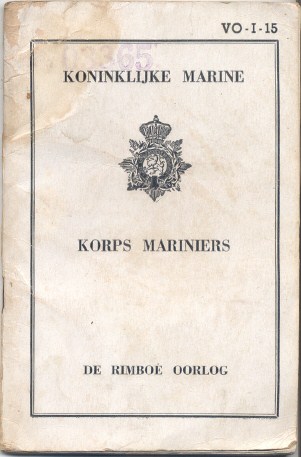 VO-I-15
KONINKLIJKE MARINE
KORPS MARINIERS
DE RIMBOE OORLOG